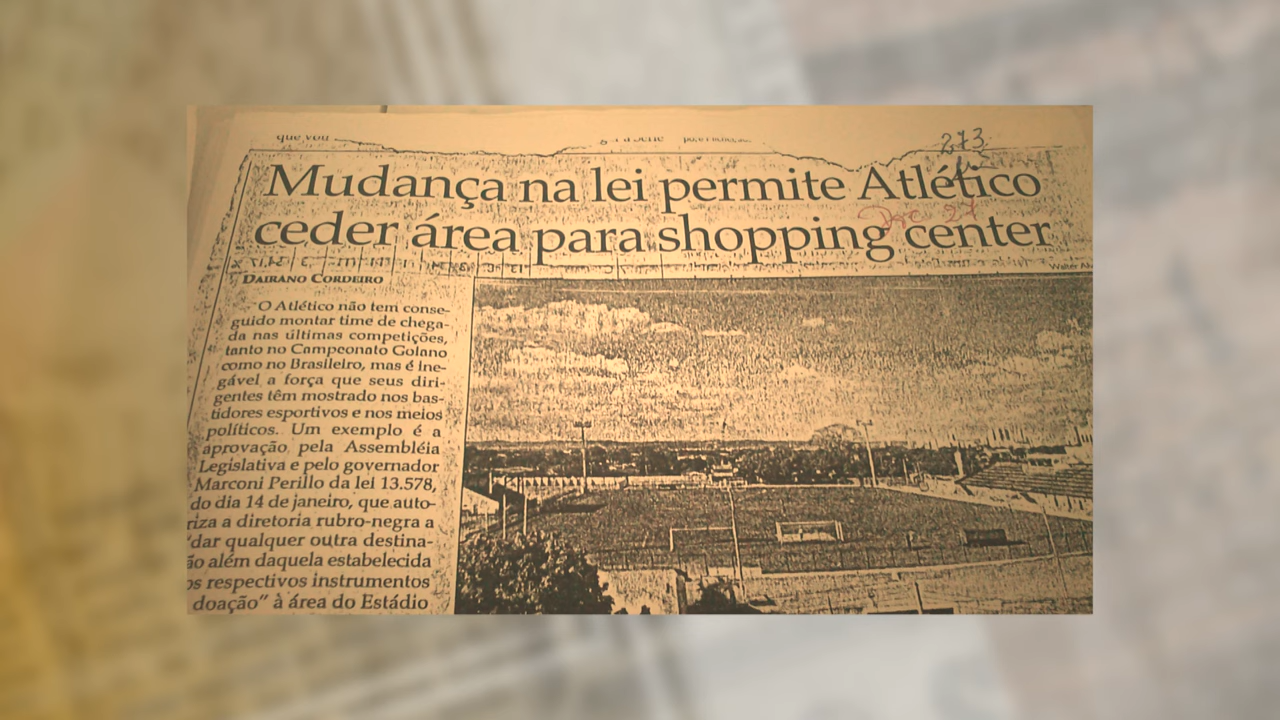 que vou
273
Mudança na lei permite Atlético
ceder área para shopping center
DAIRANO CORDEIRO
O Atlético não tem conse-
guido montar time de chega-
da nas últimas competições,
tanto no Campeonato Goiano
como no Brasileiro, mas é ine-
gável a força que seus diri-
gentes têm mostrado nos bas-
tidores esportivos e nos meios
políticos. Um exemplo é a
aprovação pela Assembléia
Legislativa e pelo governador
Marconi Perillo da lei 13.578,
do dia 14 de janeiro, que auto-
riza a diretoria rubro-negra a
“dar qualquer outra destina-
ão além daquela estabelecida
os respectivos instrumentos
doação” à área do Estádio